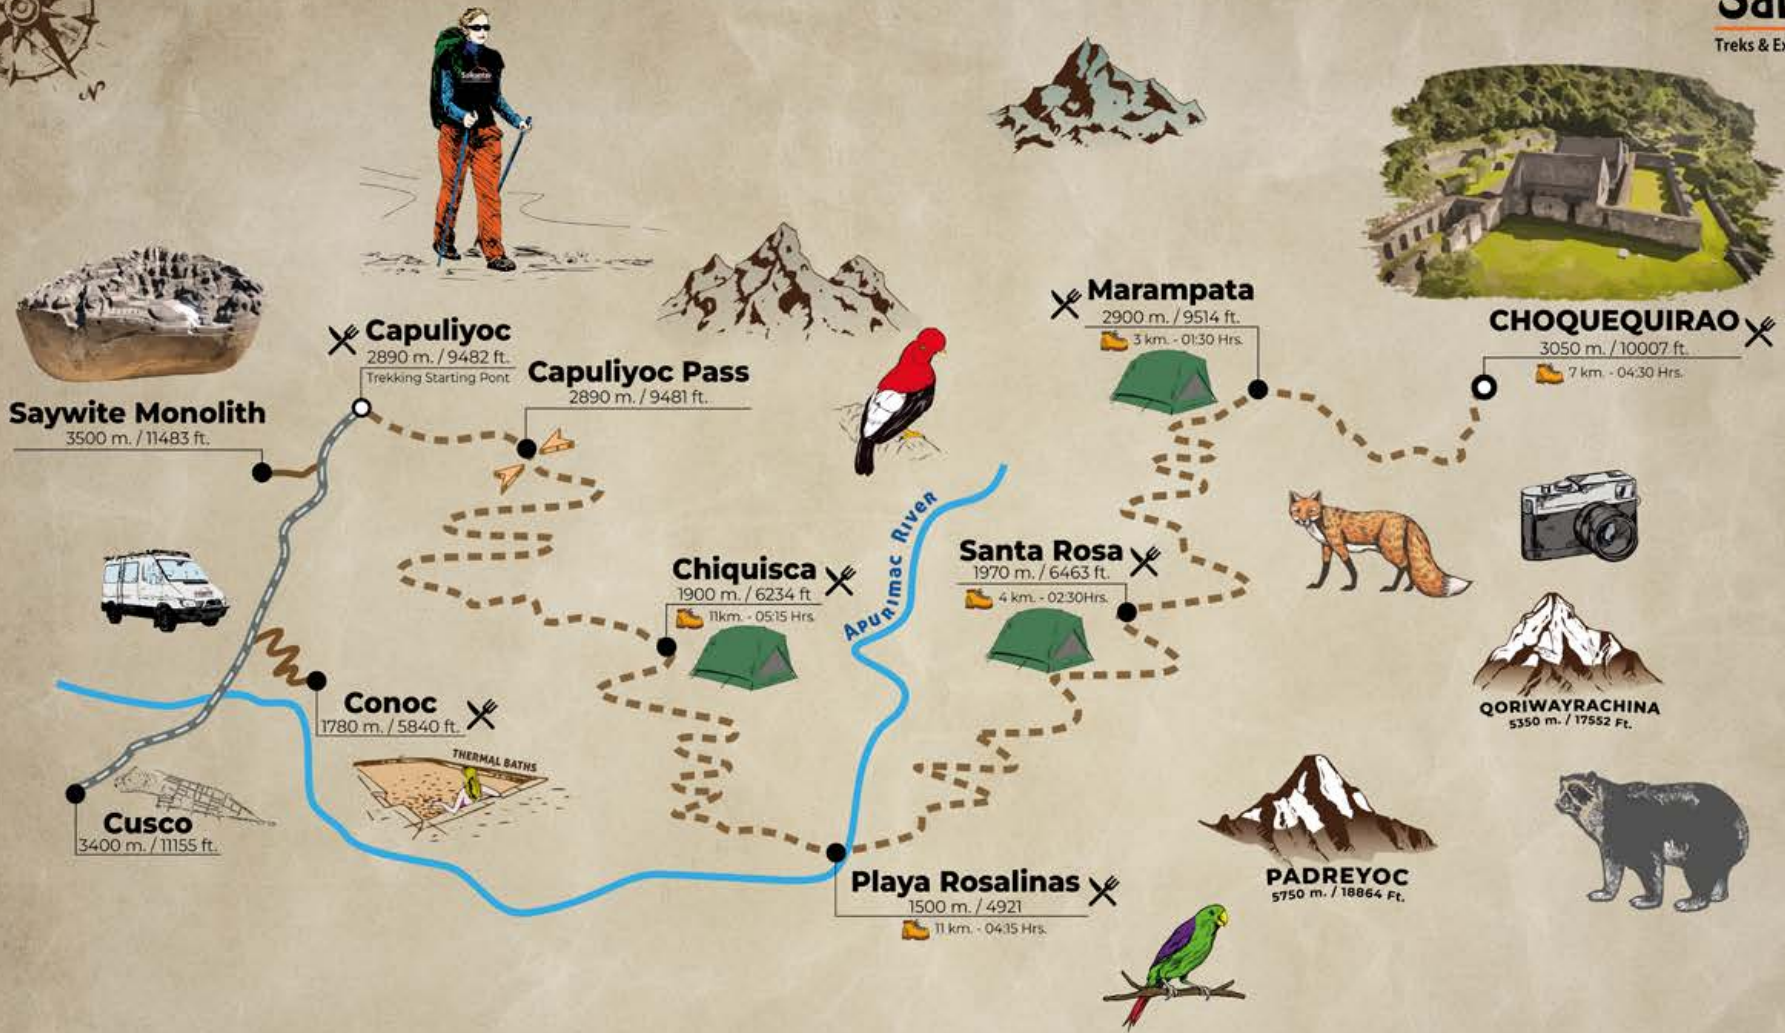 Treks & Ex
N
Salkantay
Capuliyoc
2890 m. / 9482 ft.
Trekking Starting Pont
Capuliyoc Pass
2890 m. / 9481 ft.
Saywite Monolith
3500 m. / 11483 ft.
Marampata
2900 m. / 9514 ft.
3 km. - 01:30 Hrs.
CHOQUEQUIRAO
3050 m. / 10007 ft.
7 km. - 04:30 Hrs.
Apurimac River
Chiquisca
1900 m. / 6234 ft
11km. - 05:15 Hrs.
Santa Rosa
1970 m. / 6463 ft.
4 km. - 02:30Hrs.
Conoc
1780 m. / 5840 ft.
THERMAL BATHS
Cusco
3400 m. / 11155 ft.
Playa Rosalinas
1500 m. / 4921
11 km. - 04:15 Hrs.
QORIWAYRACHINA
5350 m. / 17552 Ft.
PADREYOC
5750 m. / 18864 Ft.